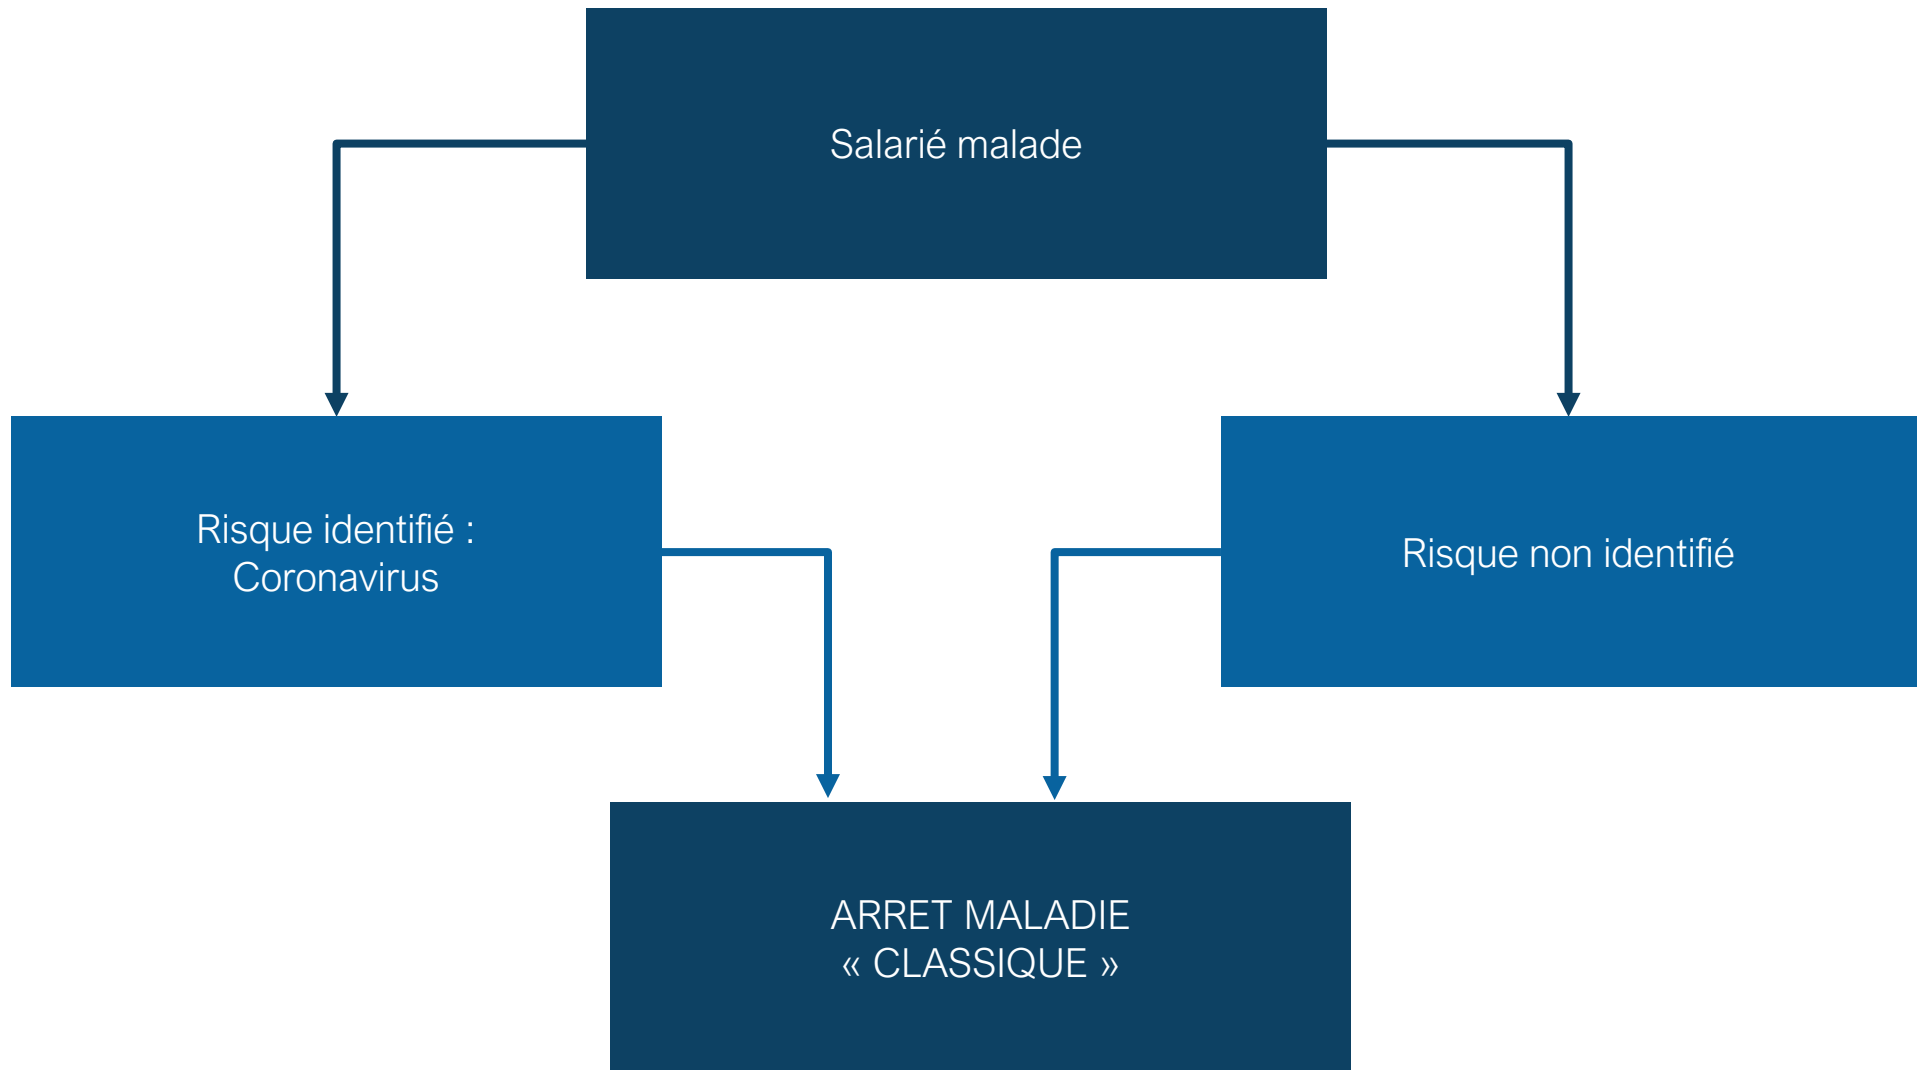 Salarié malade
Risque identifié :
Coronavirus
Risque non identifié
ARRET MALADIE
« CLASSIQUE »